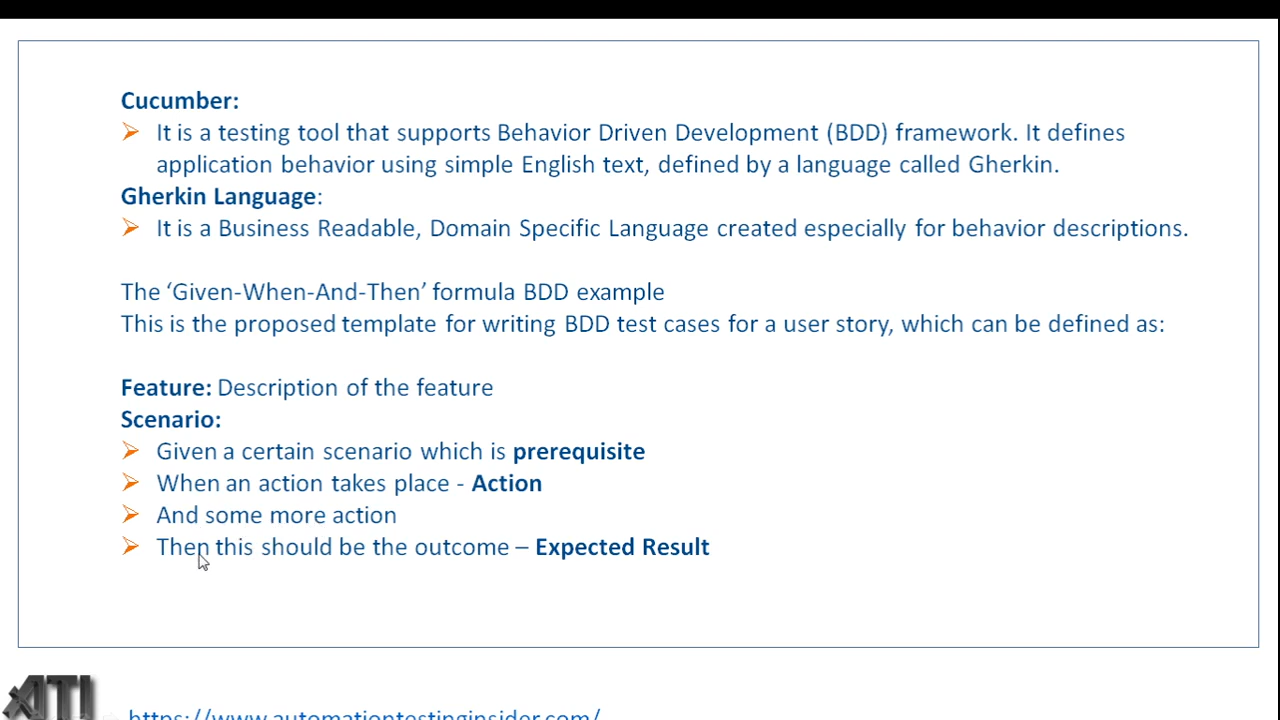 Cucumber:
It is a testing tool that supports Behavior Driven Development (BDD) framework. It defines
application behavior using simple English text, defined by a language called Gherkin.
Gherkin Language:
It is a Business Readable, Domain Specific Language created especially for behavior descriptions.
The ‘Given-When-And-Then’ formula BDD example
This is the proposed template for writing BDD test cases for a user story, which can be defined as:
Feature: Description of the feature
Scenario:
Given a certain scenario which is prerequisite
When an action takes place - Action
And some more action
Then this should be the outcome – Expected Result
ATI
https://www.automationtestinginsider.com/